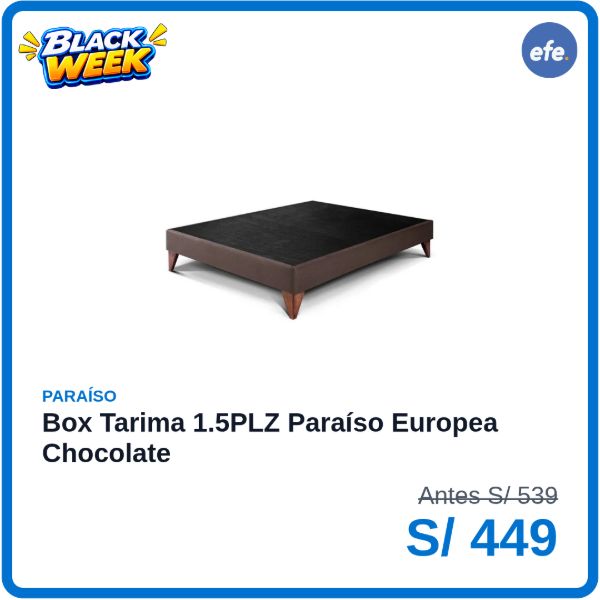 BLACK
WEEK
efe.
PARAÍSO
Box Tarima 1.5PLZ Paraíso Europea
Chocolate
Antes S/ 539
S/ 449